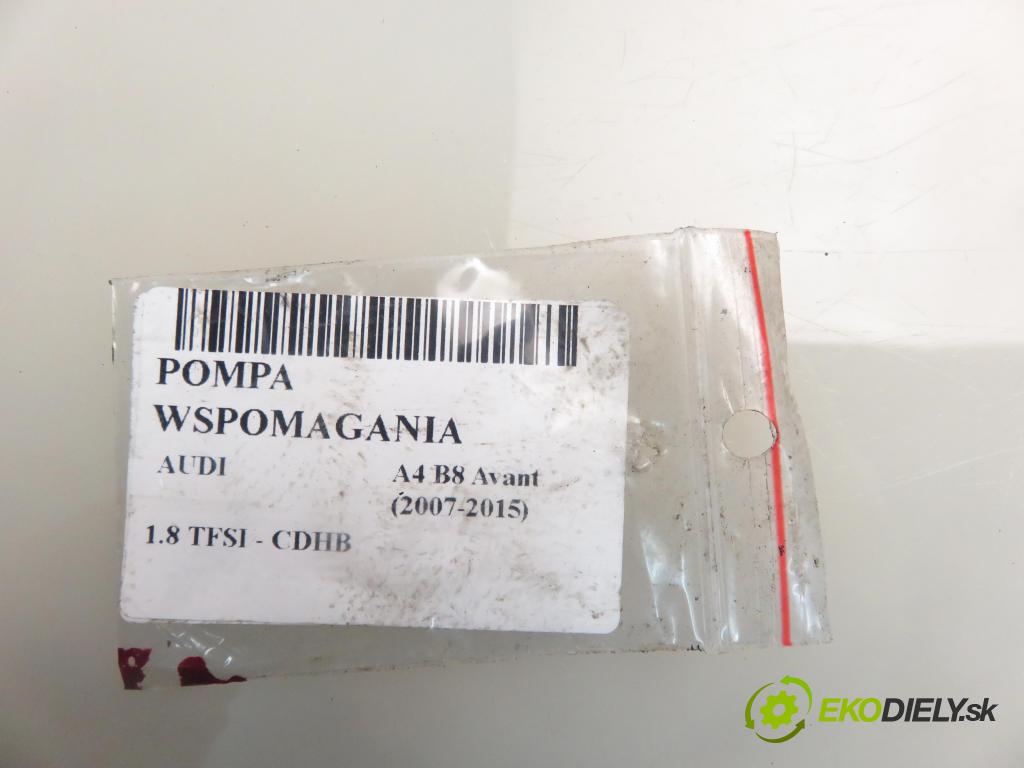 POMPA
WSPOMAGANIA
AUDI
A4 B8 Avant
(2007-2015)
1.8 TFSI - CDHB
EKODIELY.sk